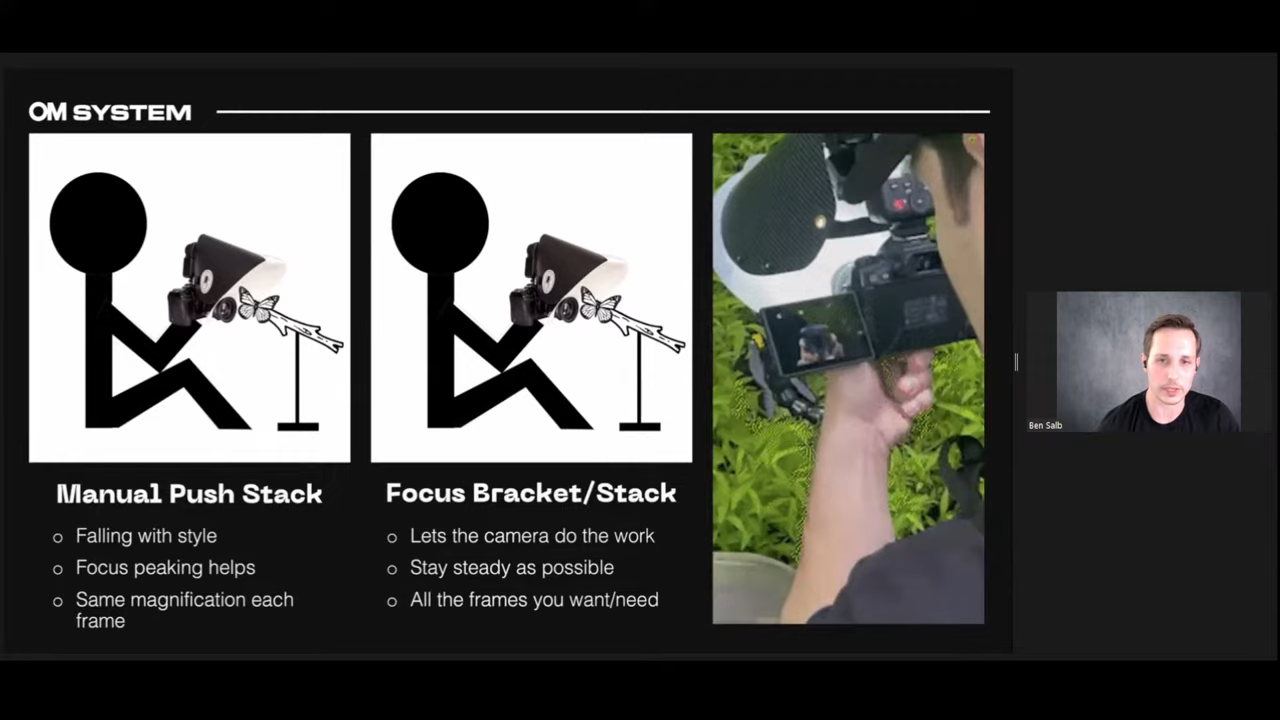 OM SYSTEM
Manual Push Stack
Falling with style
Focus peaking helps
Same magnification each
frame
Focus Bracket/Stack
Lets the camera do the work
Stay steady as possible
All the frames you want/need
Ben Salb